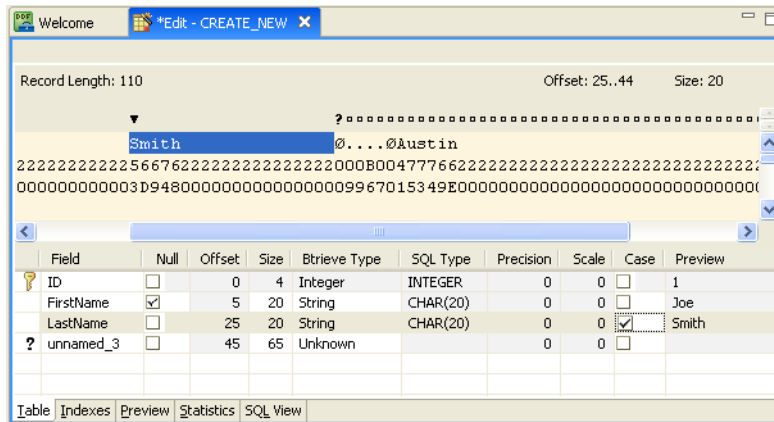 Welcome
*Edit - CREATE_NEW
Record Length: 110 Offset: 25..44 Size: 20
Smith Ø....ØAustin
2222222222256676222222222222222000B00477766222222222222222222222222222222
000000000003D94800000000000000009967015349E000000000000000000000000000000
Field Null Offset Size Btrieve Type SQL Type Precision Scale Case Preview
ID 0 4 Integer INTEGER 0 0 1
FirstName 5 20 String CHAR(20) 0 0 Joe
LastName 25 20 String CHAR(20) 0 0 Smith
? unnamed_3 45 65 Unknown 0 0
Table Indexes Preview Statistics SQL View